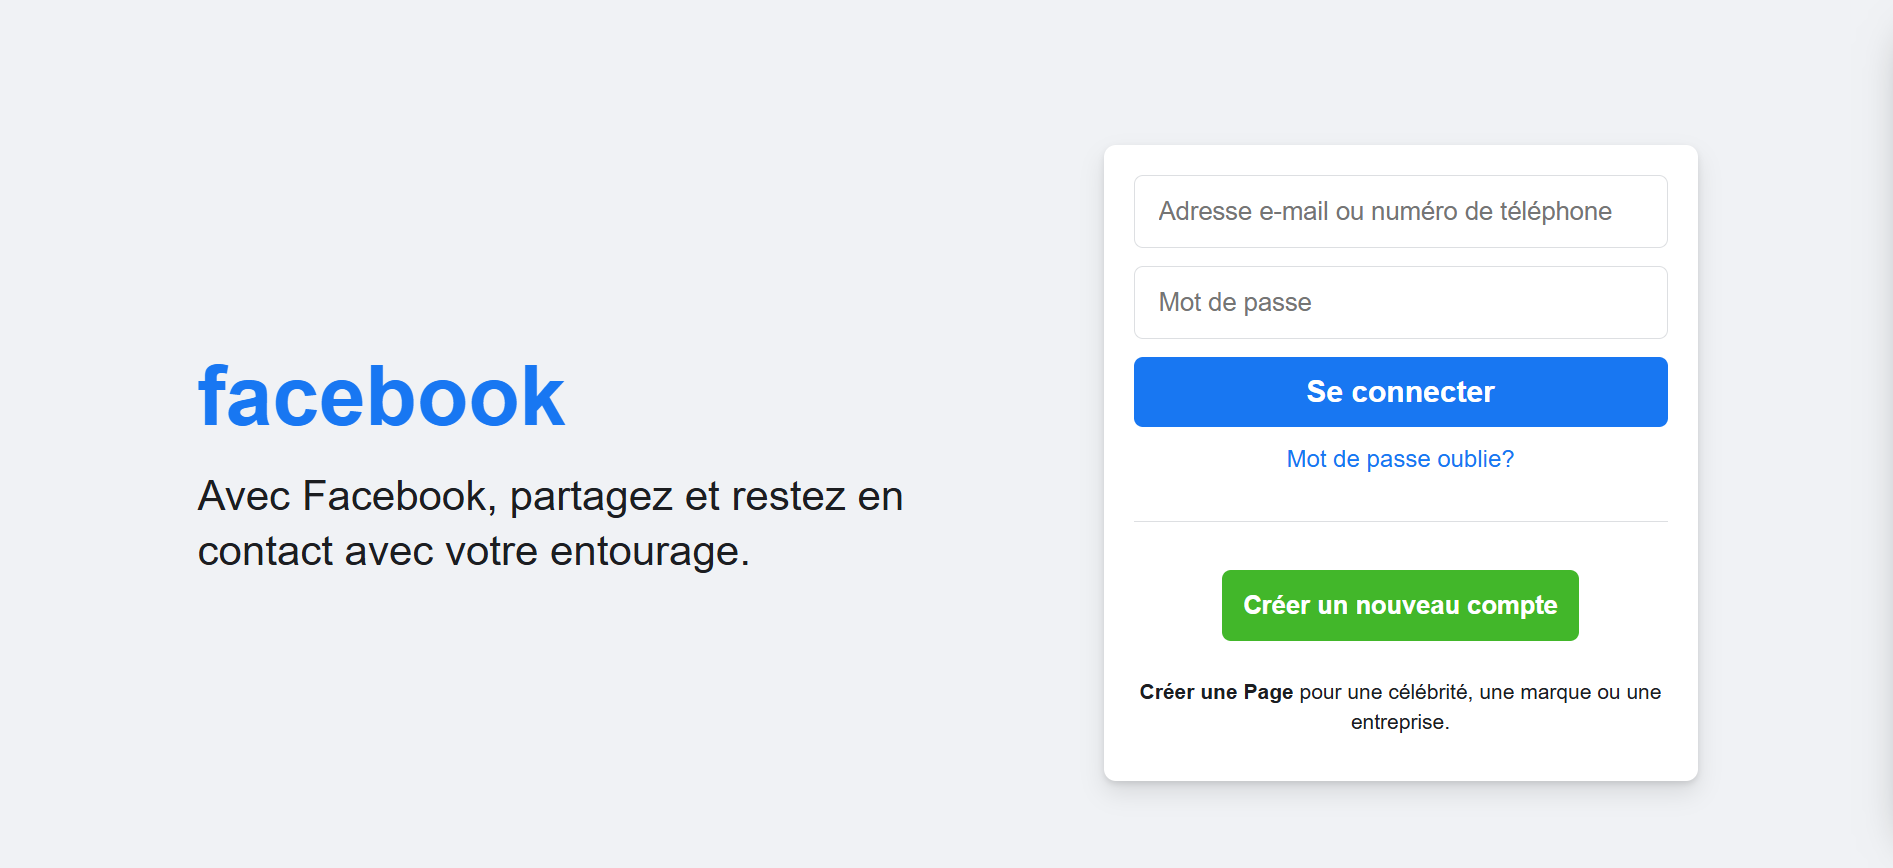 facebook
Avec Facebook, partagez et restez en
contact avec votre entourage.
Adresse e-mail ou numéro de téléphone
Mot de passe
Se connecter
Mot de passe oublie?
Créer un nouveau compte
Créer une Page pour une célébrité, une marque ou une
entreprise.